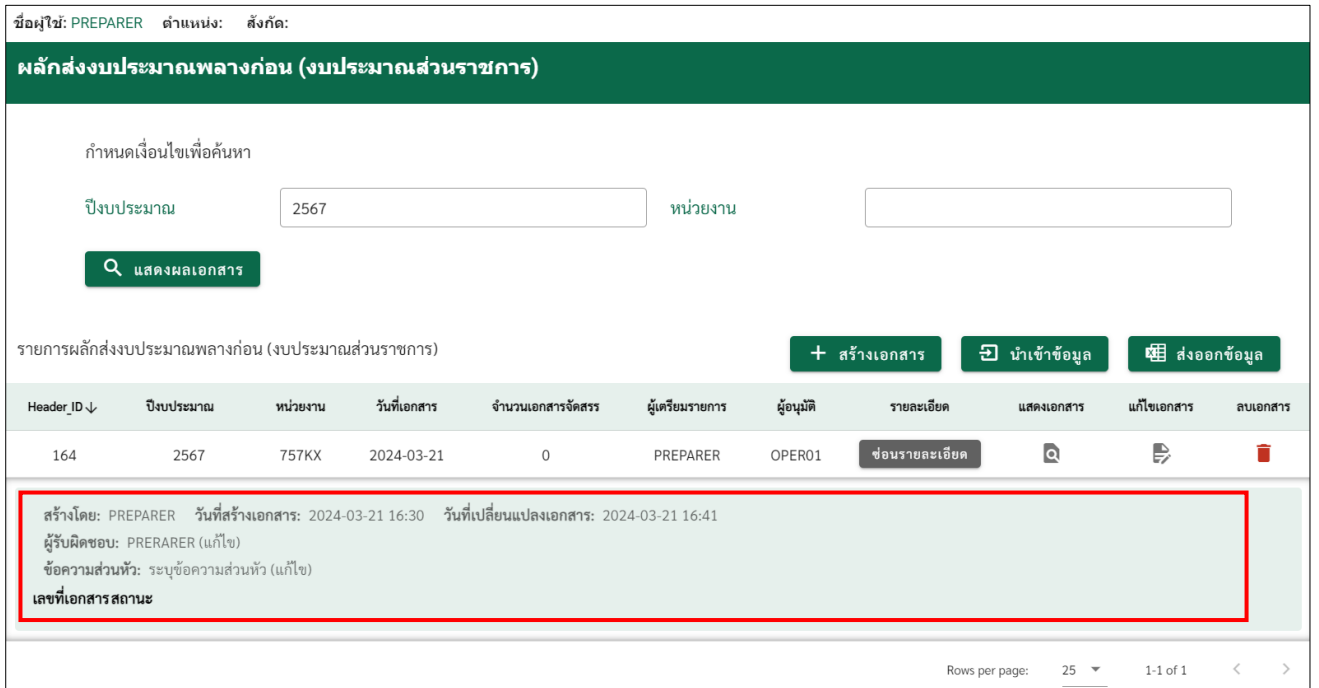 ชื่อผู้ใช้: PREPARER ตำแหน่ง: สังกัด:
ผลักส่งงบประมาณพลางก่อน (งบประมาณส่วนราชการ)
กำหนดเงื่อนไขเพื่อค้นหา
ปีงบประมาณ 2567 หน่วยงาน
แสดงผลเอกสาร
รายการผลักส่งงบประมาณพลางก่อน (งบประมาณส่วนราชการ) + สร้างเอกสาร นำเข้าข้อมูล ส่งออกข้อมูล
Header_ID↓ ปีงบประมาณ หน่วยงาน วันที่เอกสาร จำนวนเอกสารจัดสรร ผู้เตรียมรายการ ผู้อนุมัติ รายละเอียด แสดงเอกสาร แก้ไขเอกสาร ลบเอกสาร
164 2567 757KX 2024-03-21 0 PREPARER OPER01 ซ่อนรายละเอียด
สร้างโดย: PREPARER วันที่สร้างเอกสาร: 2024-03-21 16:30 วันที่เปลี่ยนแปลงเอกสาร: 2024-03-21 16:41
ผู้รับผิดชอบ: PRERARER (แก้ไข)
ข้อความส่วนหัว: ระบุข้อความส่วนหัว (แก้ไข)
เลขที่เอกสาร สถานะ
Rows per page: 25 1-1 of 1